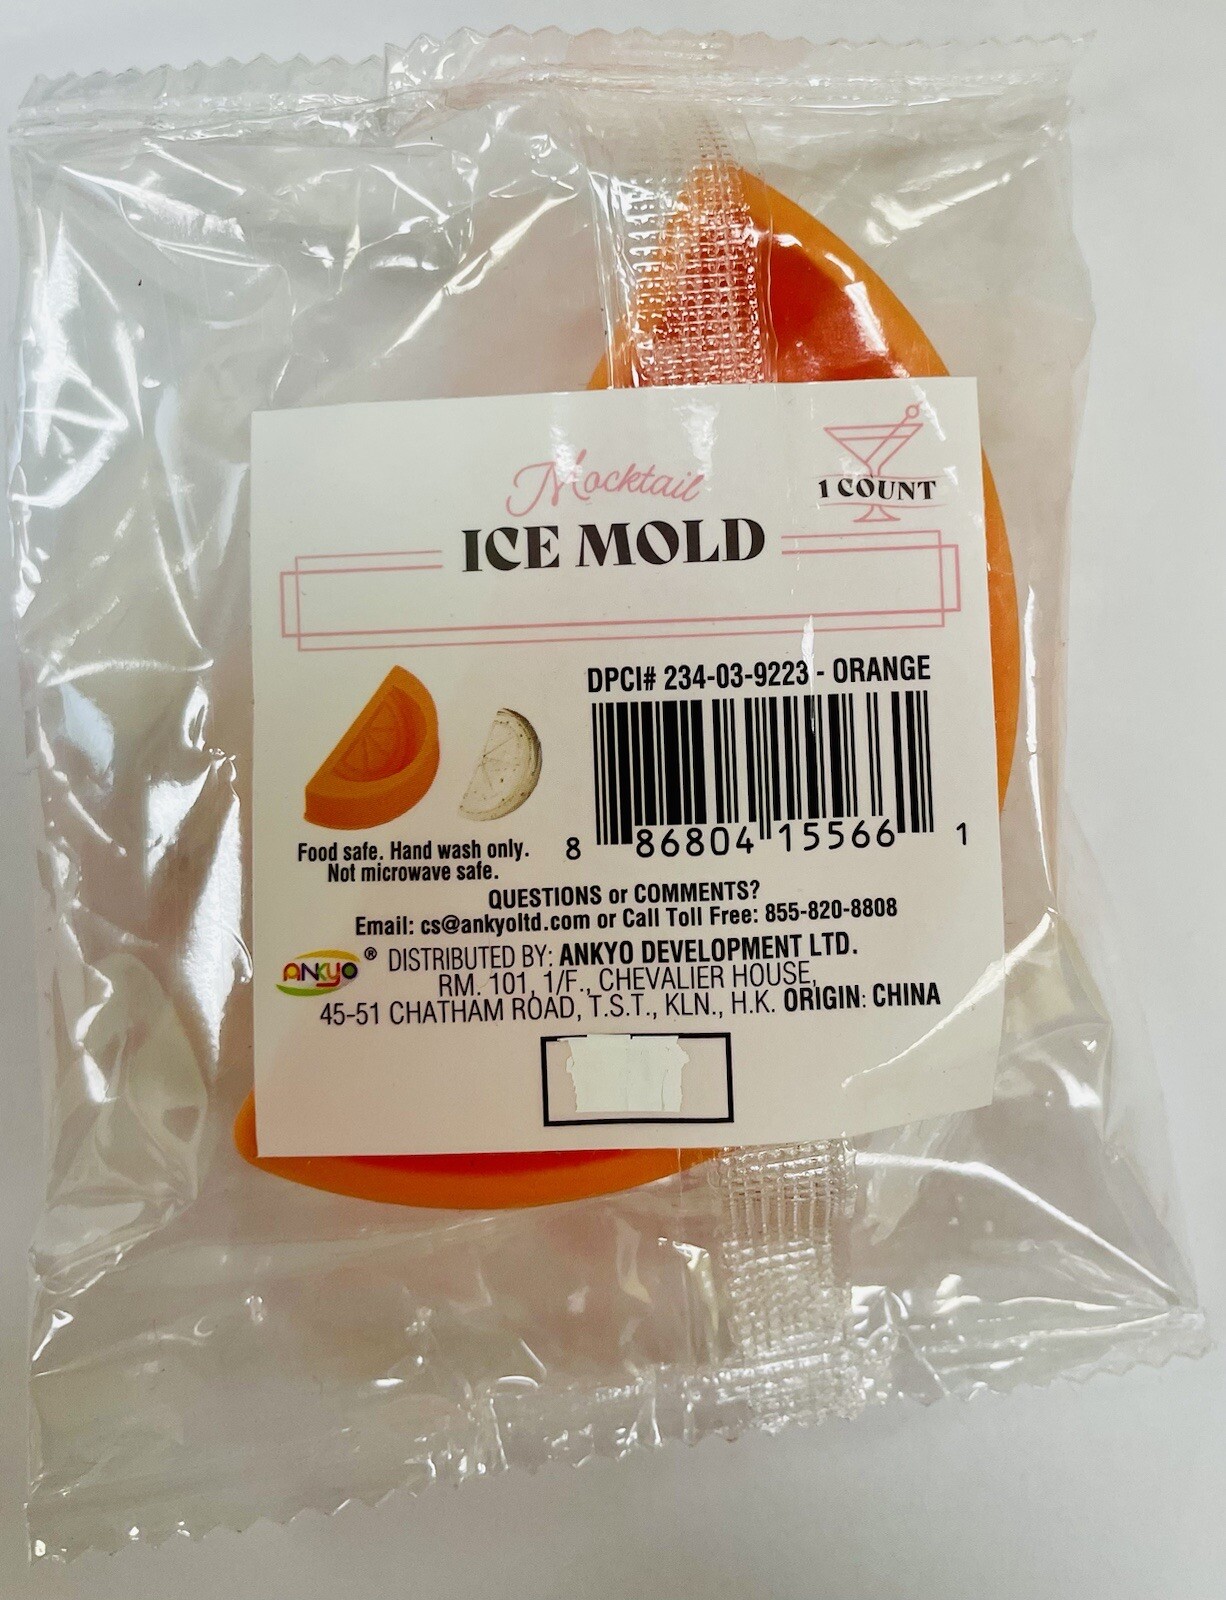 Mocktail
ICE MOLD
1 COUNT
DPCI# 234-03-9223 - ORANGE
8 86804 15566 1
Food safe. Hand wash only.
Not microwave safe.
QUESTIONS or COMMENTS?
Email: cs@ankyoltd.com or Call Toll Free: 855-820-8808
ANKYO ® DISTRIBUTED BY: ANKYO DEVELOPMENT LTD.
RM. 101, 1/F., CHEVALIER HOUSE,
45-51 CHATHAM ROAD, T.S.T., KLN., H.K. ORIGIN: CHINA